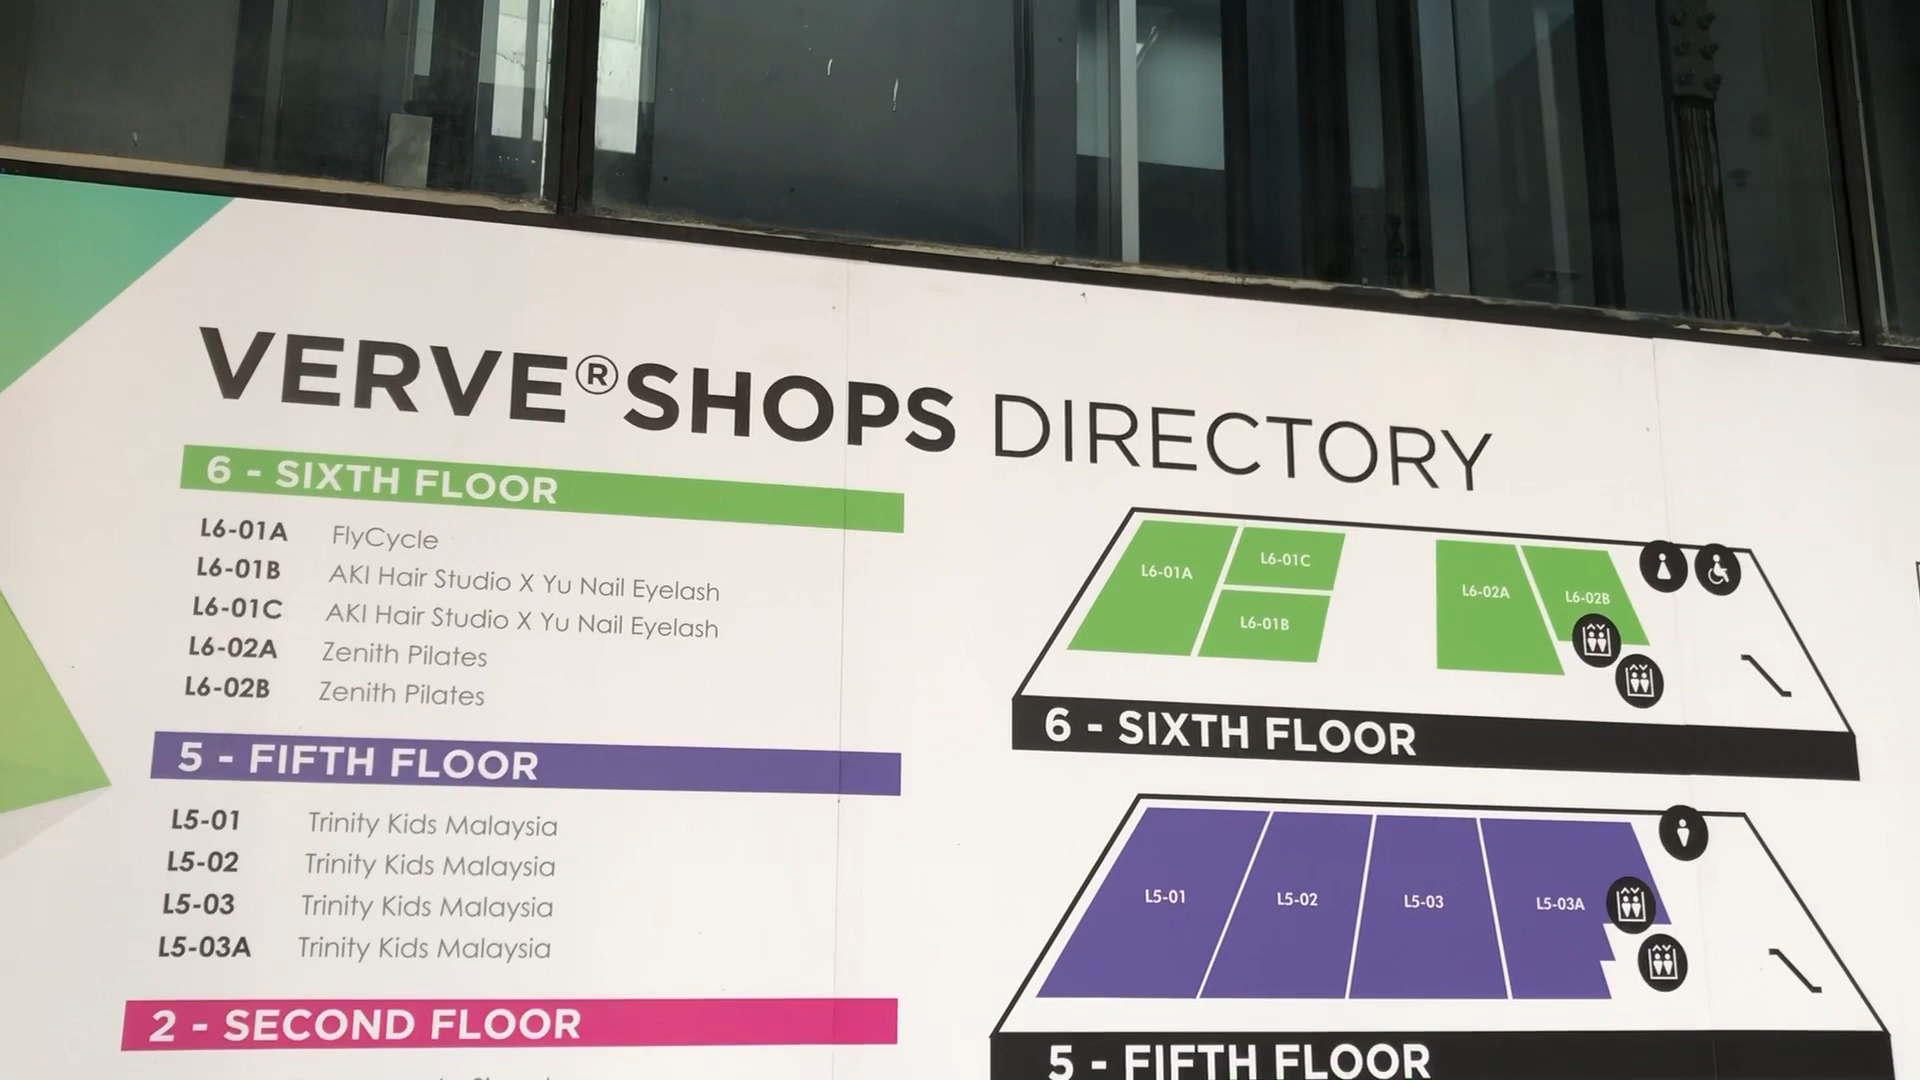 VERVE® SHOPS DIRECTORY
6 - SIXTH FLOOR
L6-01A FlyCycle
L6-01B AKI Hair Studio X Yu Nail Eyelash
L6-01C AKI Hair Studio X Yu Nail Eyelash
L6-02A Zenith Pilates
L6-02B Zenith Pilates
5 - FIFTH FLOOR
L5-01 Trinity Kids Malaysia
L5-02 Trinity Kids Malaysia
L5-03 Trinity Kids Malaysia
L5-03A Trinity Kids Malaysia
2 - SECOND FLOOR
L6-01A
L6-01C
L6-01B
L6-02A
L6-02B
6 - SIXTH FLOOR
L5-01
L5-02
L5-03
L5-03A
5 - FIFTH FLOOR